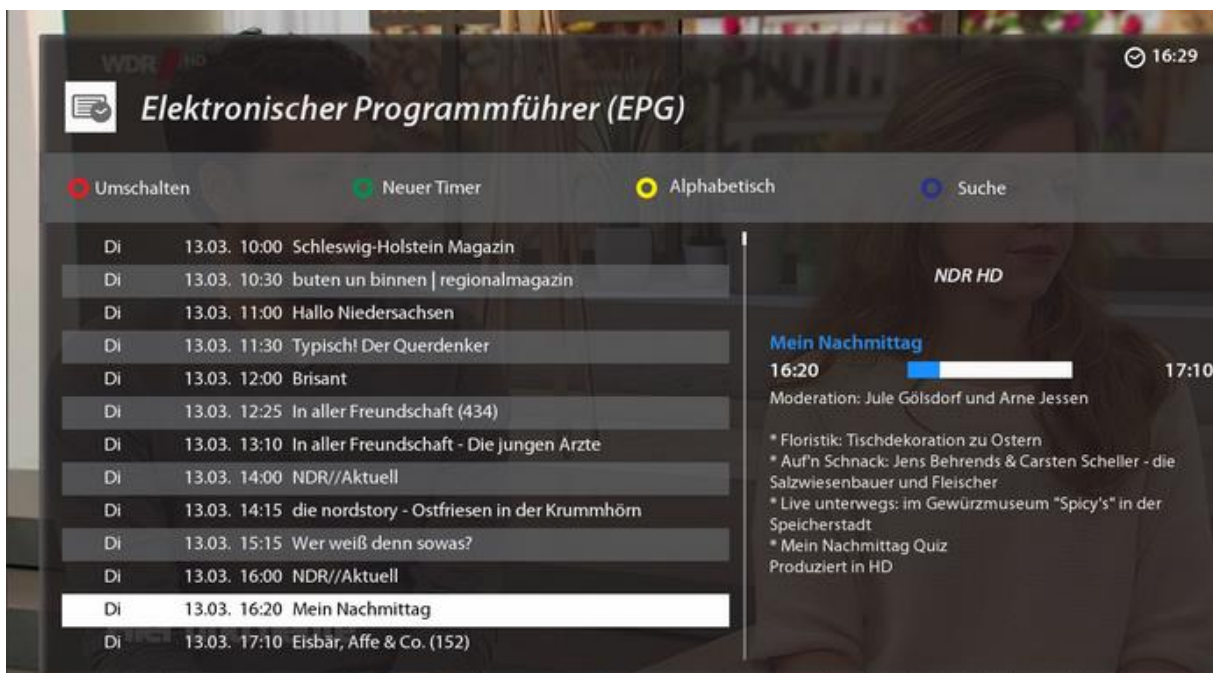 WDR HD
16:29
Elektronischer Programmführer (EPG)
Umschalten
Neuer Timer
Alphabetisch
Suche
Di 13.03. 10:00 Schleswig-Holstein Magazin
Di 13.03. 10:30 buten un binnen | regionalmagazin
Di 13.03. 11:00 Hallo Niedersachsen
Di 13.03. 11:30 Typisch! Der Querdenker
Di 13.03. 12:00 Brisant
Di 13.03. 12:25 In aller Freundschaft (434)
Di 13.03. 13:10 In aller Freundschaft - Die jungen Ärzte
Di 13.03. 14:00 NDR//Aktuell
Di 13.03. 14:15 die nordstory - Ostfriesen in der Krummhörn
Di 13.03. 15:15 Wer weiß denn sowas?
Di 13.03. 16:00 NDR//Aktuell
Di 13.03. 16:20 Mein Nachmittag
Di 13.03. 17:10 Eisbär, Affe & Co. (152)
NDR HD
Mein Nachmittag
16:20 17:10
Moderation: Jule Gölsdorf und Arne Jessen
* Floristik: Tischdekoration zu Ostern
* Auf'n Schnack: Jens Behrends & Carsten Scheller - die
Salzwiesenbauer und Fleischer
* Live unterwegs: im Gewürzmuseum "Spicy's" in der
Speicherstadt
* Mein Nachmittag Quiz
Produziert in HD